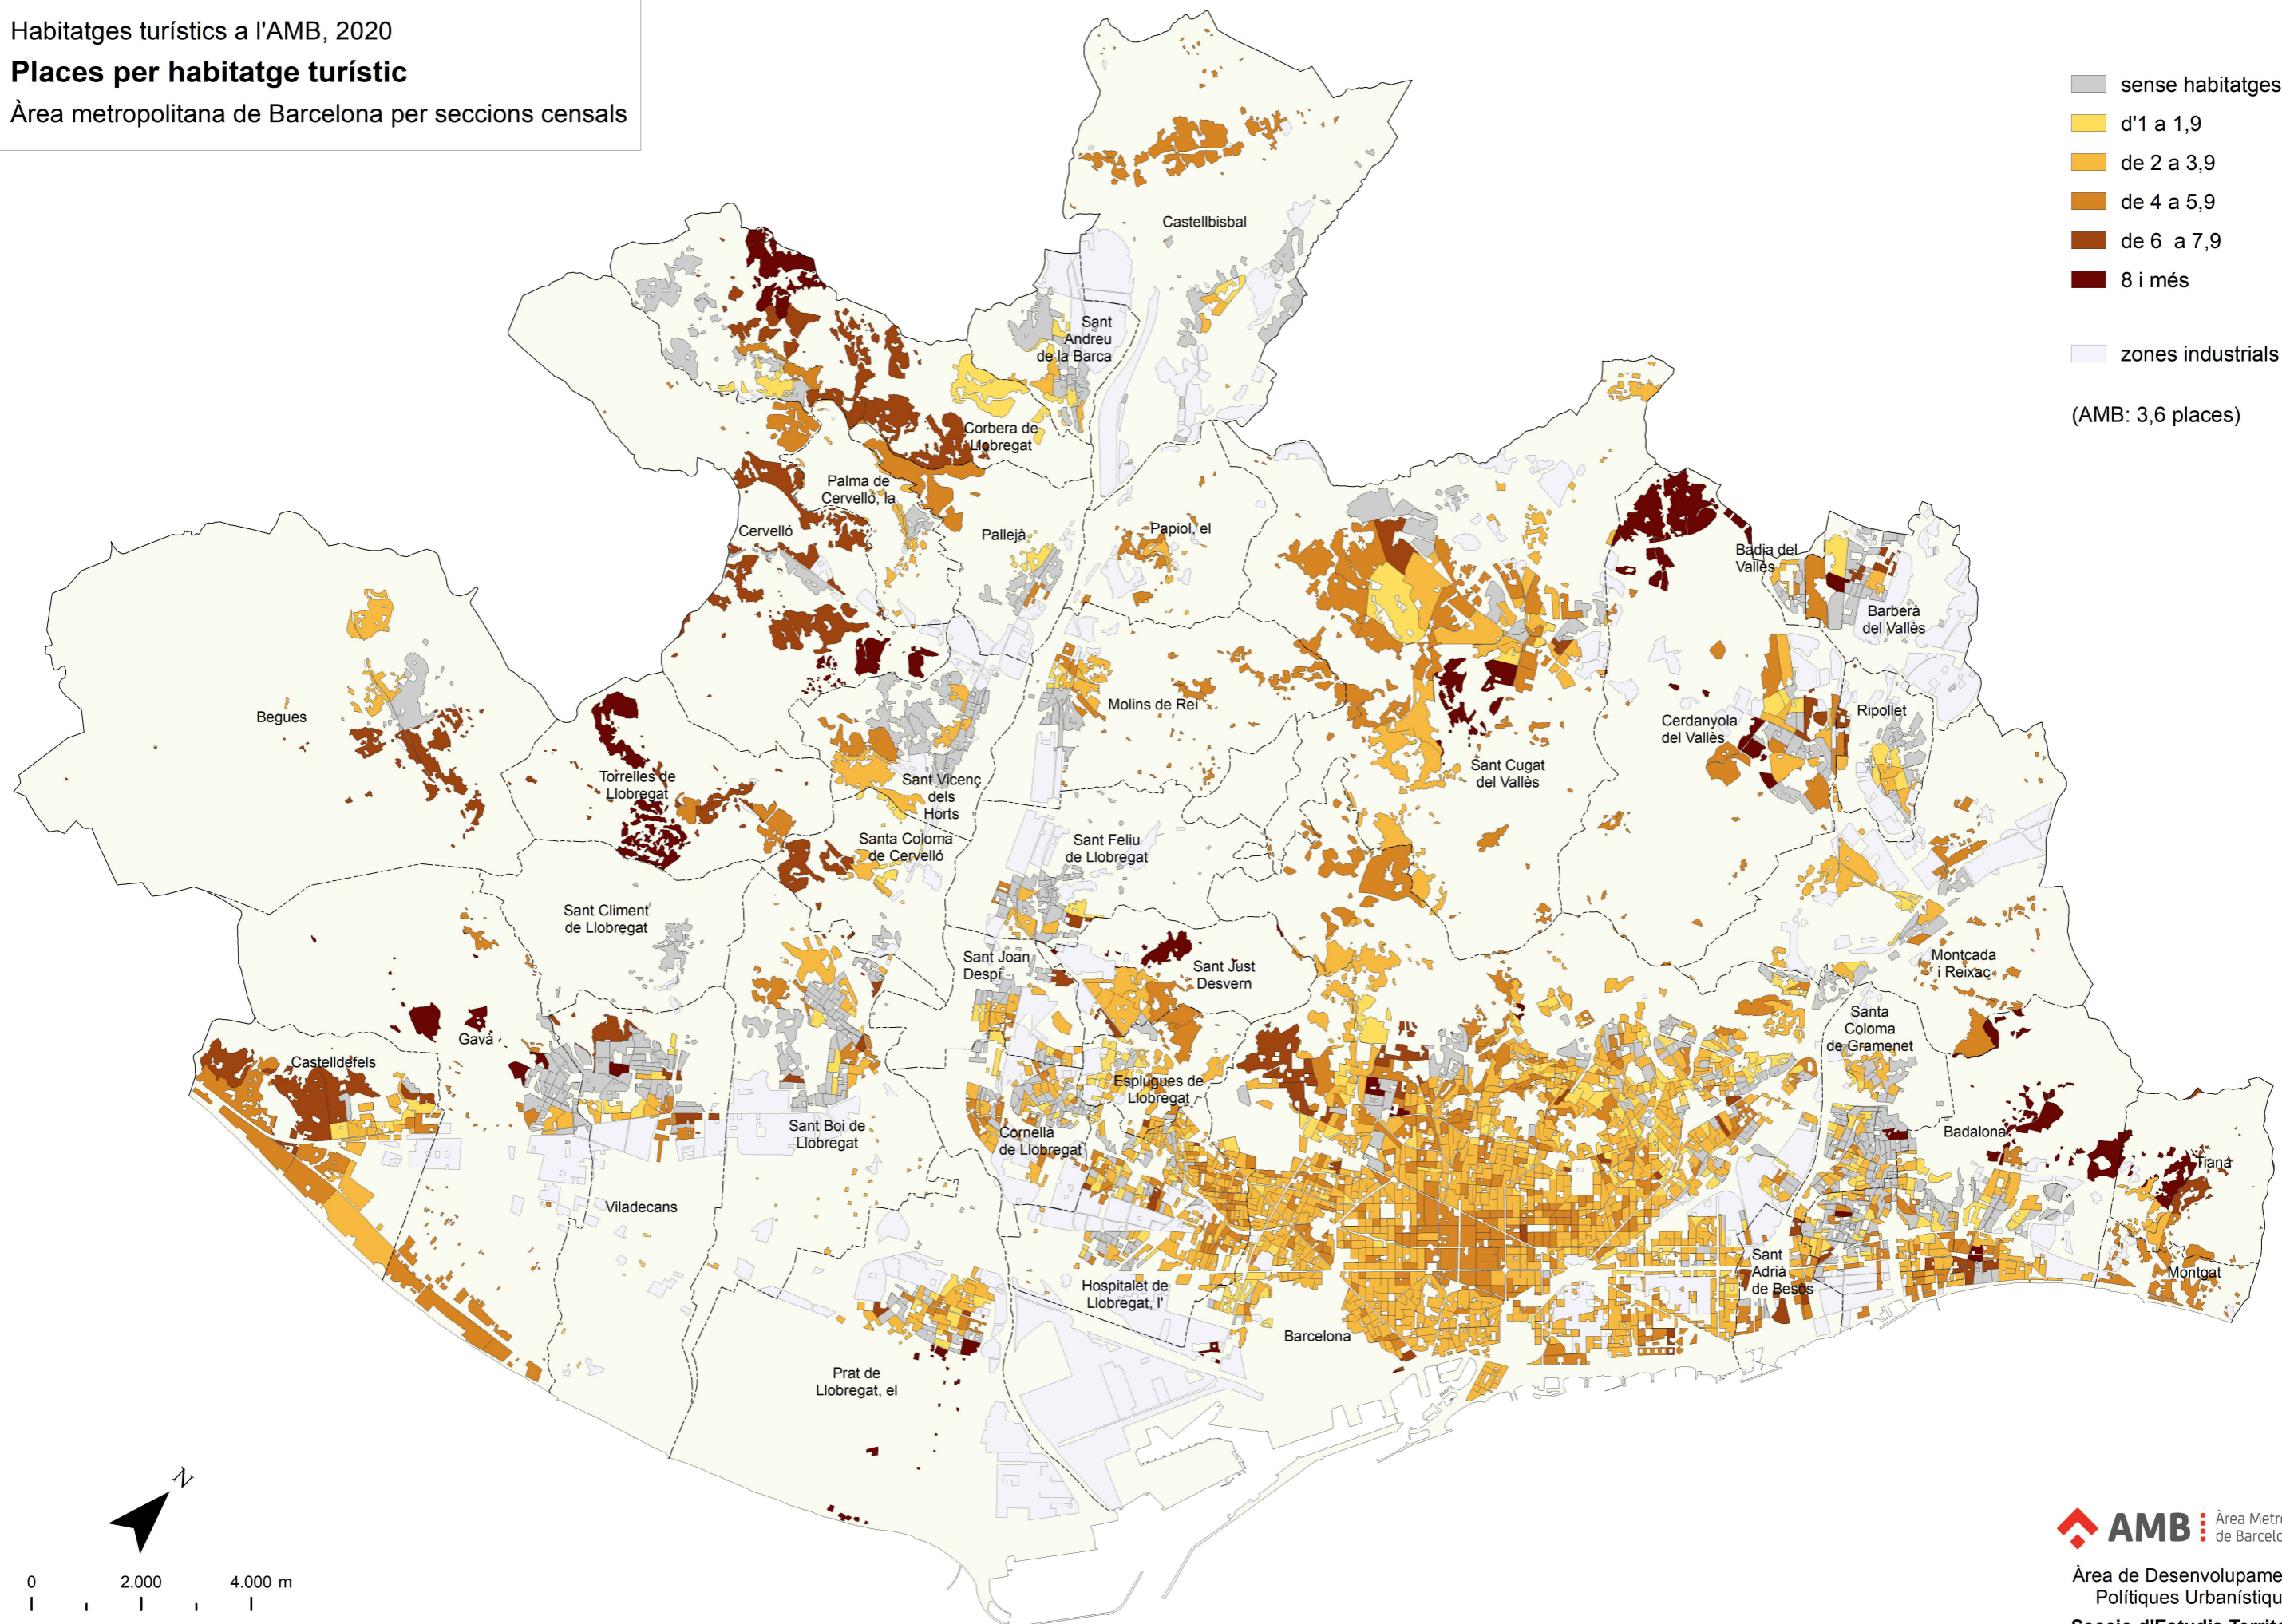 Habitatges turístics a l'AMB, 2020
Places per habitatge turístic
Àrea metropolitana de Barcelona per seccions censals
sense habitatges
d'1 a 1,9
de 2 a 3,9
de 4 a 5,9
de 6 a 7,9
8 i més
zones industrials
(AMB: 3,6 places)
Castellbisbal
Sant
Andreu
de la Barca
Corbera de
Llobregat
Palma de
Cervelló, la
Cervelló
Pallejà
Papiol, el
Badia del
Vallès
Barberà
del Vallès
Begues
Molins de Rei
Cerdanyola
del Vallès
Ripollet
Torrelles de
Llobregat
Sant Vicenç
dels
Horts
Sant Cugat
del Vallès
Santa Coloma
de Cervelló
Sant Feliu
de Llobregat
Sant Climent
de Llobregat
Sant Joan
Despí
Sant Just
Desvern
Montcada
i Reixac
Santa
Coloma
de Gramenet
Gavà
Castelldefels
Esplugues de
Llobregat
Sant Boi de
Llobregat
Cornellà
de Llobregat
Badalona
Tiana
Viladecans
Sant
Adrià
de Besòs
Montgat
Hospitalet de
Llobregat, l'
Barcelona
Prat de
Llobregat, el
N
0 2.000 4.000 m
AMB
Àrea Metr
de Barcel
Àrea de Desenvolupame
Polítiques Urbanístiqu